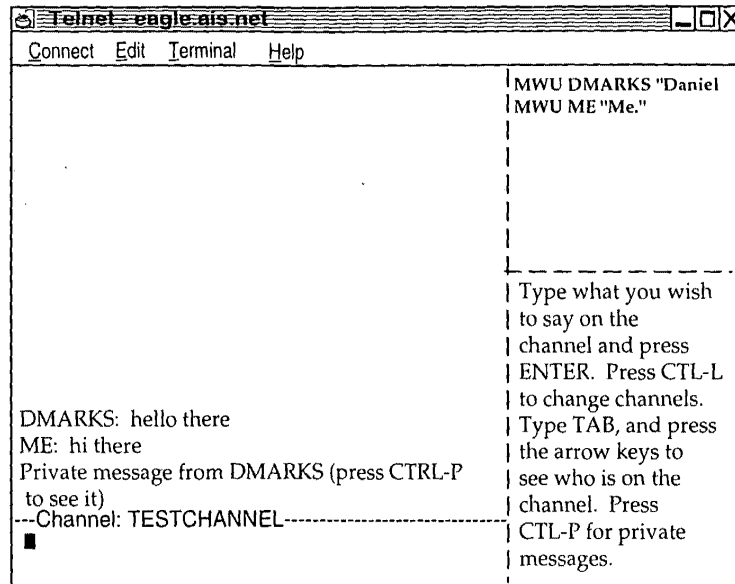 Telnet - eagle.ais.net
Connect Edit Terminal Help
MWU DMARKS "Daniel
MWU ME "Me."
DMARKS: hello there
ME: hi there
Private message from DMARKS (press CTRL-P
to see it)
---Channel: TESTCHANNEL---
Type what you wish
to say on the
channel and press
ENTER. Press CTL-L
to change channels.
Type TAB, and press
the arrow keys to
see who is on the
channel. Press
CTL-P for private
messages.